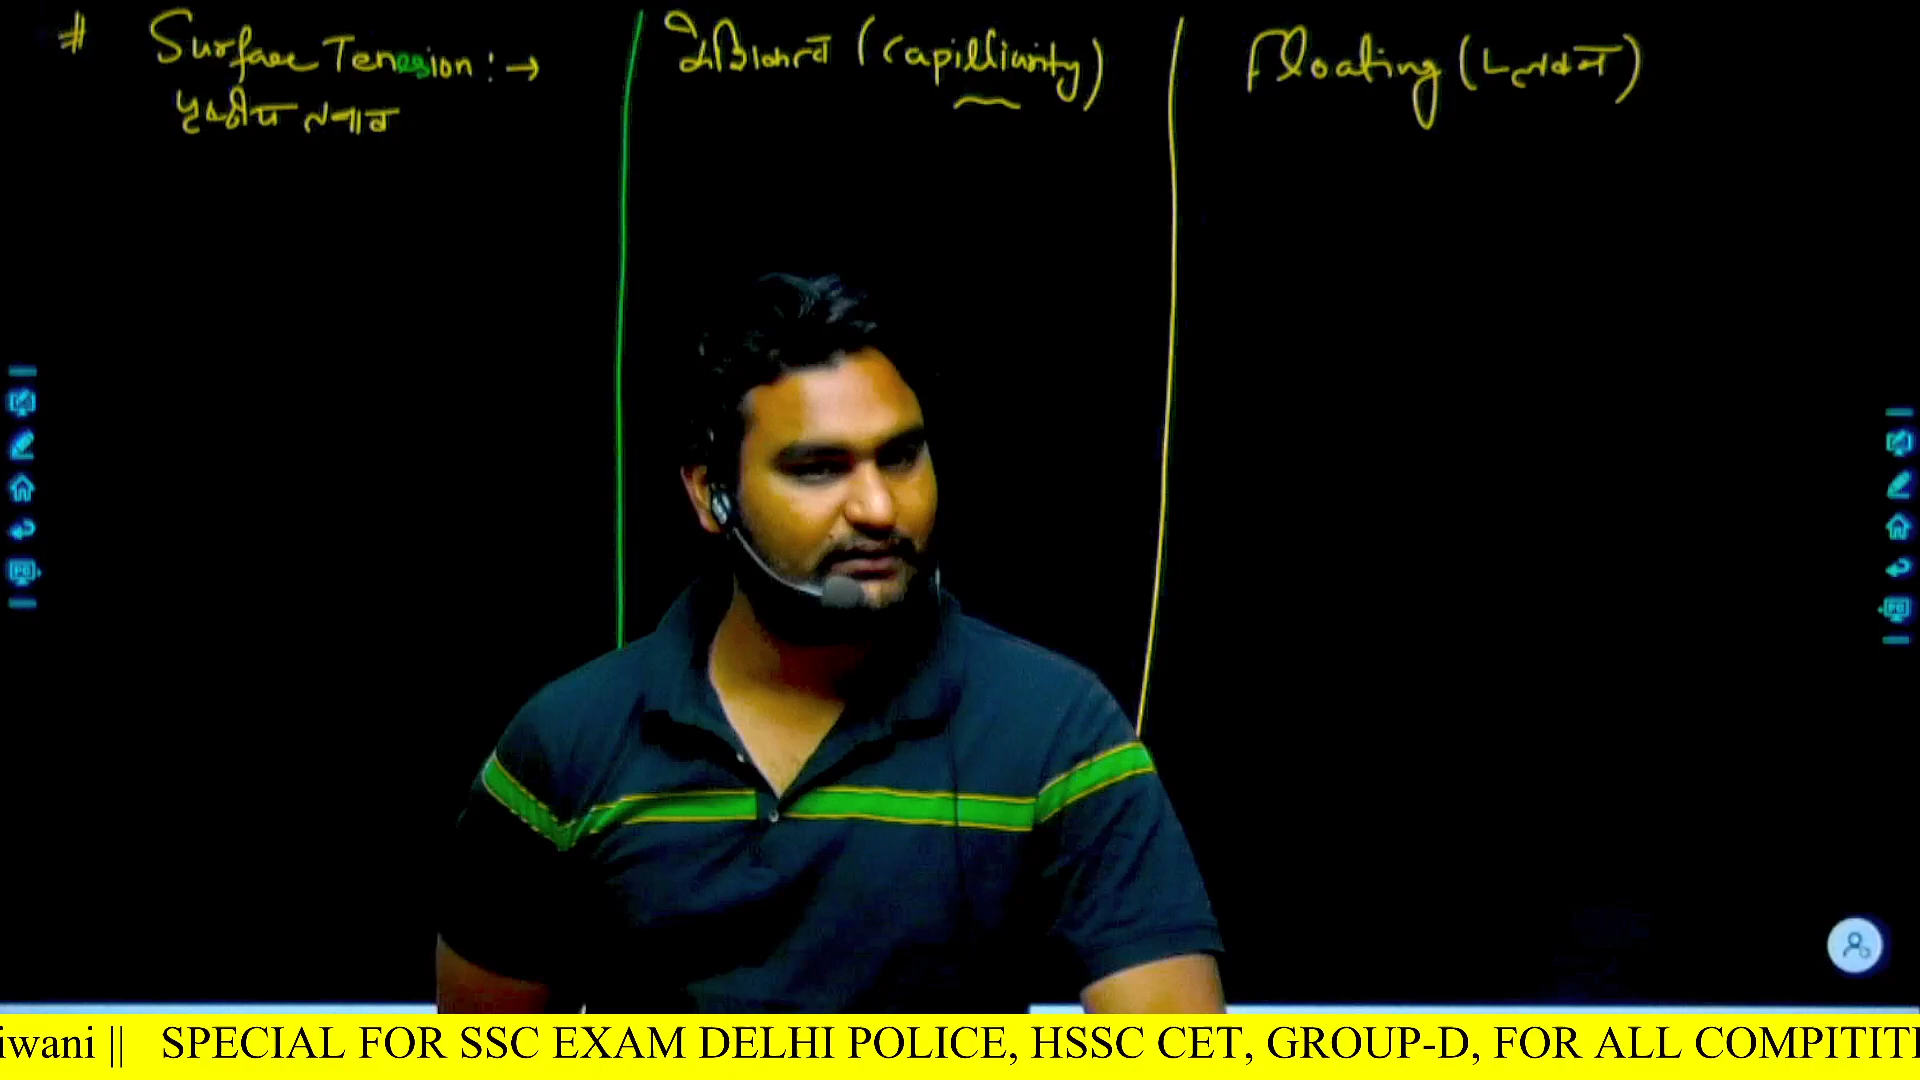 # Surface Tension : →
पृष्ठीय तनाव
केशिकत्व (Capilliarity)
Floating (प्लवन)
iwani || SPECIAL FOR SSC EXAM DELHI POLICE, HSSC CET, GROUP-D, FOR ALL COMPITITI